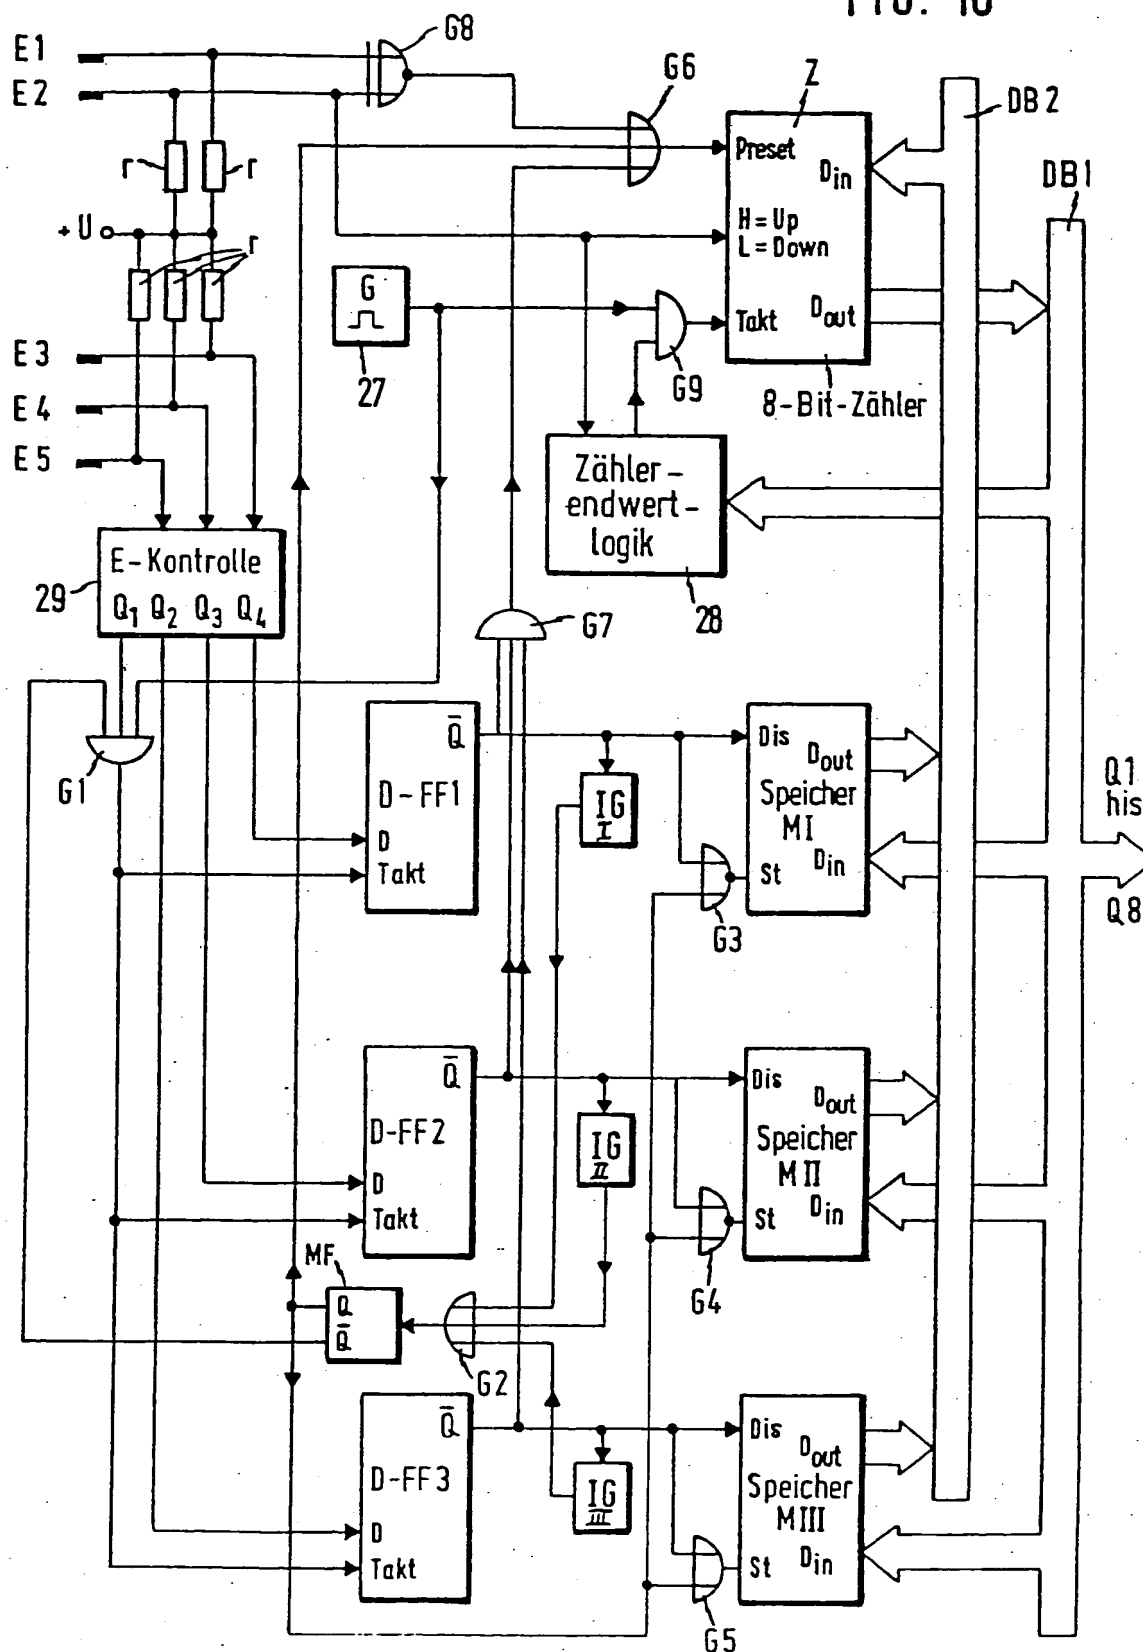 FIG. 10
E1
G8
E2
G6
Z
DB2
r
r
Preset
Din
DB1
+U
r
H=Up
L=Down
G
Takt
Dout
E3
27
G9
8-Bit-Zähler
E4
E5
Zähler-
endwert-
logik
E-Kontrolle
29
Q1 Q2 Q3 Q4
28
G7
G1
Q̅
Dis
Dout
D-FF1
IG
I
Speicher
MI
Q1
his
D
Din
Takt
St
G3
Q8
Q̅
Dis
Dout
D-FF2
IG
II
Speicher
MII
D
Din
Takt
St
MF
G4
Q
Q̅
G2
Q̅
Dis
Dout
D-FF3
IG
III
Speicher
MIII
D
Din
Takt
St
G5